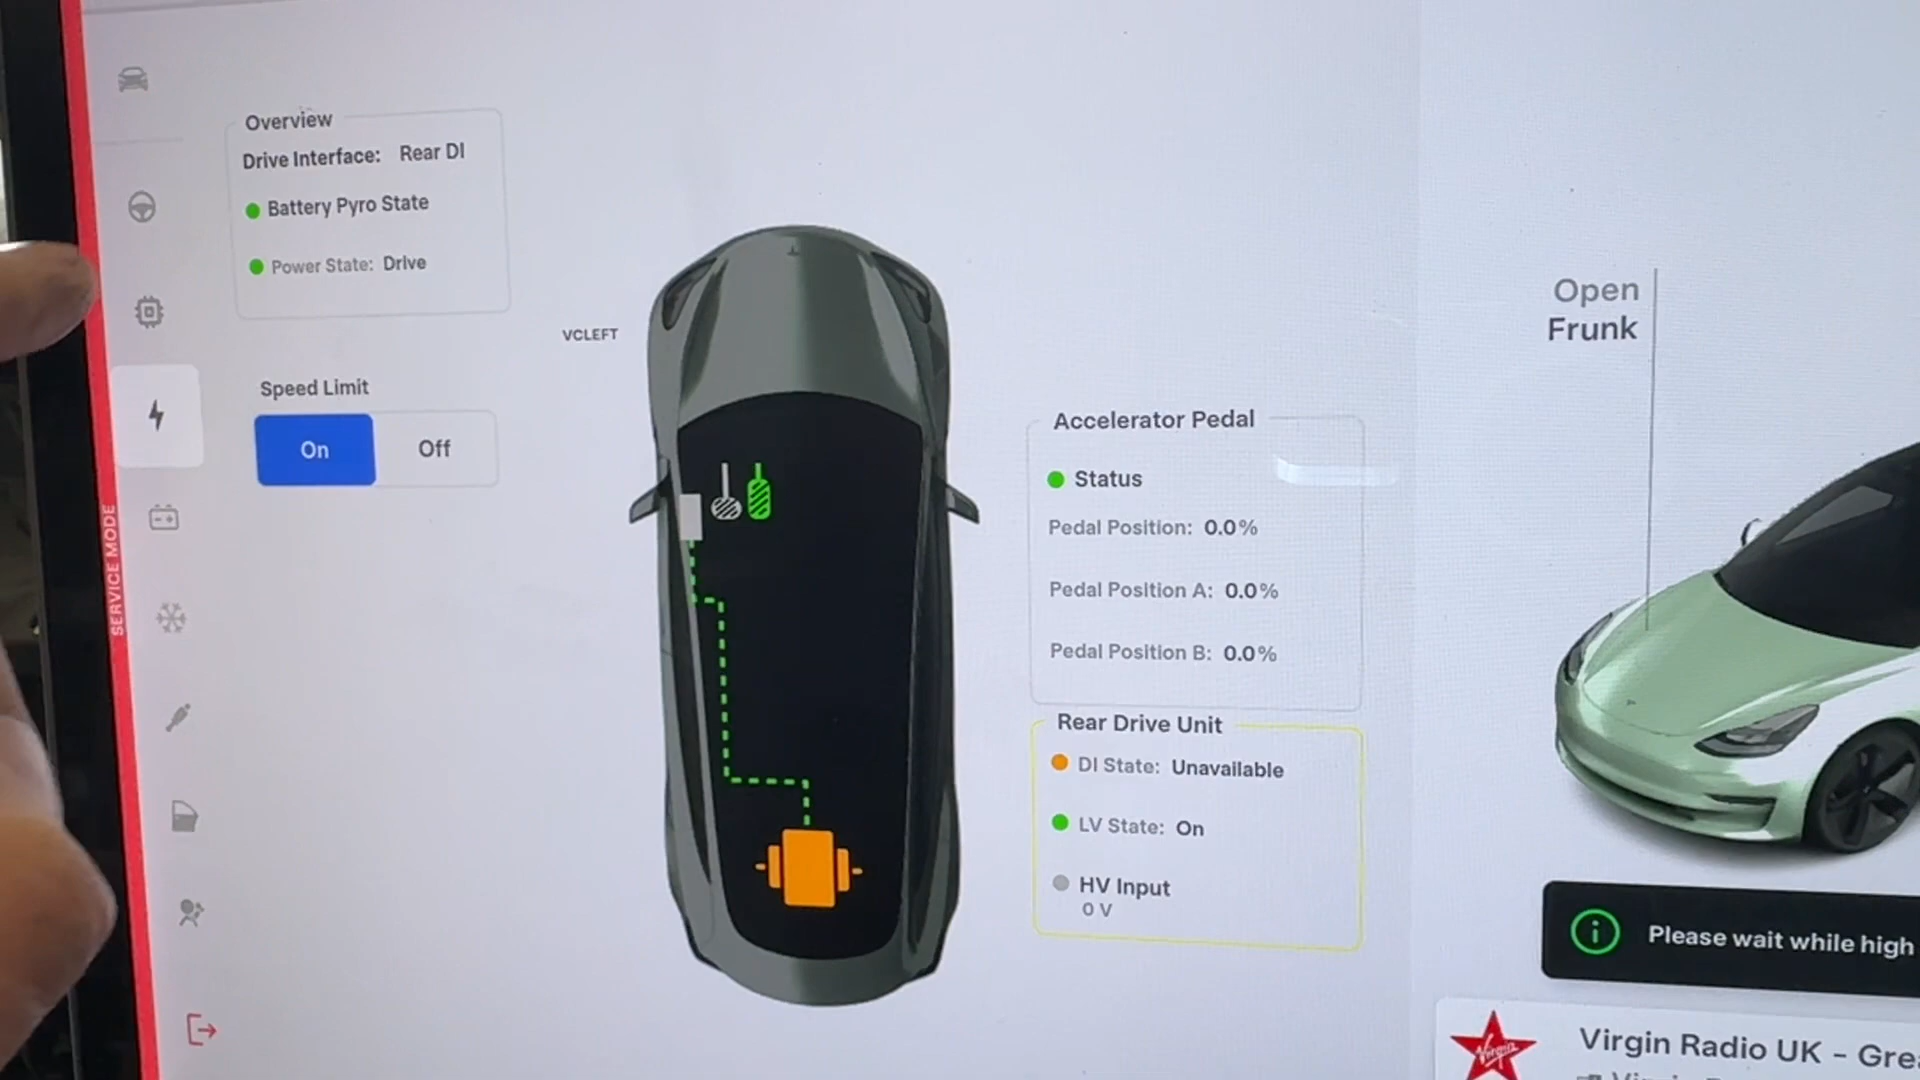 SERVICE MODE
Overview
Drive Interface: Rear DI
Battery Pyro State
Power State: Drive
Speed Limit
On
Off
VCLEFT
Accelerator Pedal
Status
Pedal Position: 0.0%
Pedal Position A: 0.0%
Pedal Position B: 0.0%
Rear Drive Unit
DI State: Unavailable
LV State: On
HV Input
0 V
Open
Frunk
Please wait while high
Virgin
Virgin Radio UK - Gre